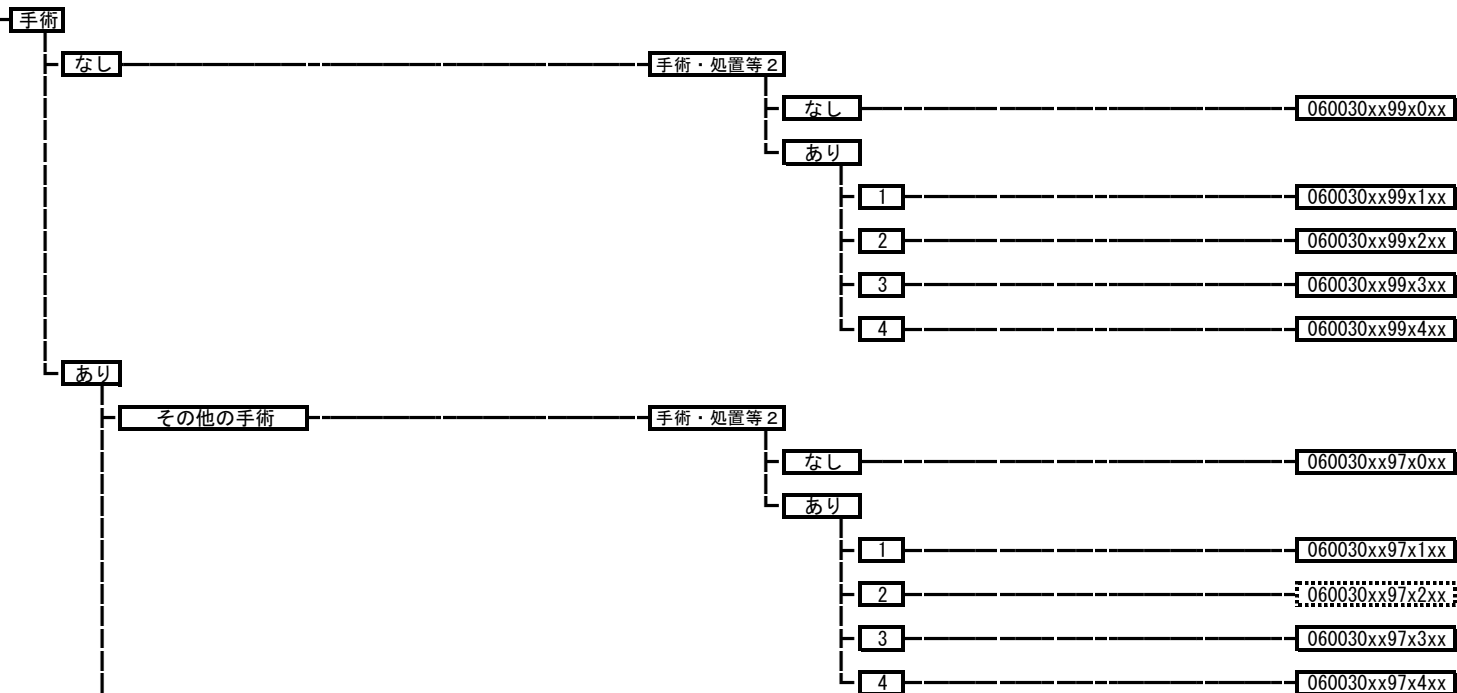 手術
なし 手術・処置等２
なし 060030xx99x0xx
あり
1 060030xx99x1xx
2 060030xx99x2xx
3 060030xx99x3xx
4 060030xx99x4xx
あり
その他の手術 手術・処置等２
なし 060030xx97x0xx
あり
1 060030xx97x1xx
2 060030xx97x2xx
3 060030xx97x3xx
4 060030xx97x4xx